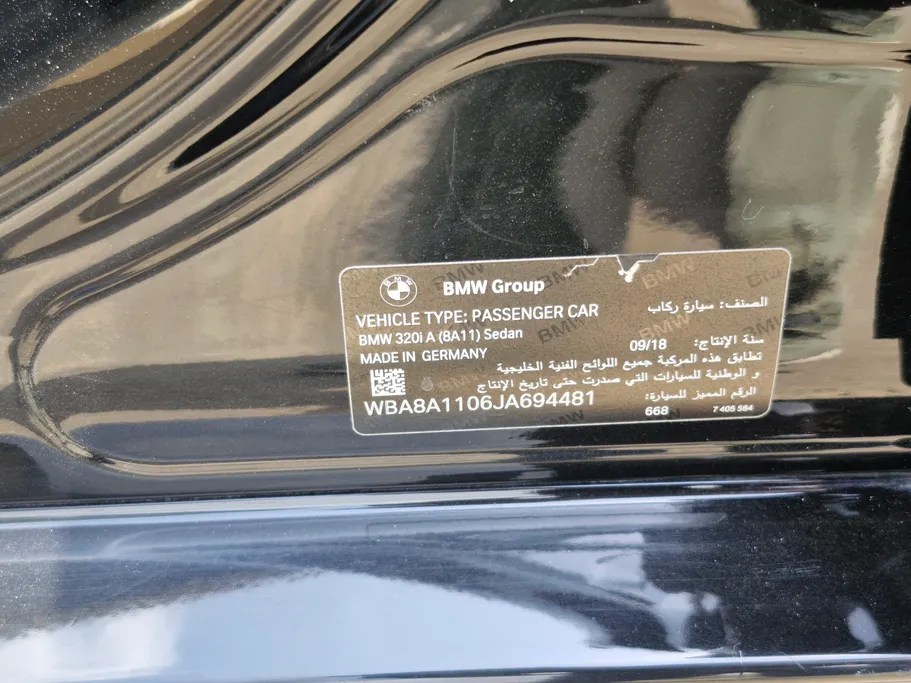 BMW Group
VEHICLE TYPE: PASSENGER CAR
الصنف: سيارة ركاب
BMW 320i A (8A11) Sedan
سنة الإنتاج: 09/18
MADE IN GERMANY
تطابق هذه المركبة جميع اللوائح الفنية الخليجية
و الوطنية للسيارات التي صدرت حتى تاريخ الإنتاج
WBA8A1106JA694481
الرقم المميز للسيارة:
668
7 405 584